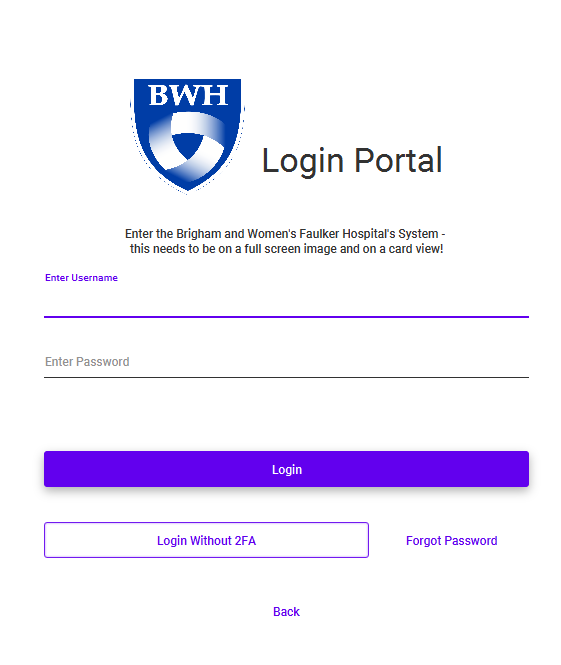 BWH
Login Portal
Enter the Brigham and Women's Faulker Hospital's System -
this needs to be on a full screen image and on a card view!
Enter Username
Enter Password
Login
Login Without 2FA
Forgot Password
Back